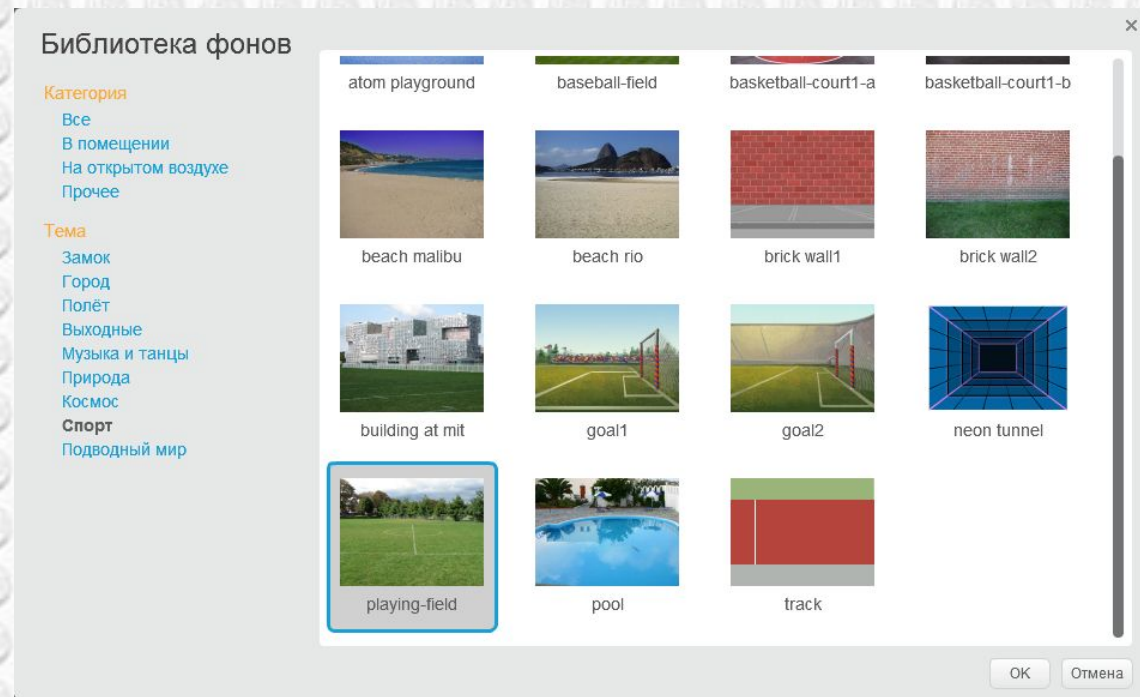 Библиотека фонов
Категория
Все
В помещении
На открытом воздухе
Прочее
Тема
Замок
Город
Полёт
Выходные
Музыка и танцы
Природа
Космос
Спорт
Подводный мир
atom playground baseball-field basketball-court1-a basketball-court1-b
beach malibu beach rio brick wall1 brick wall2
building at mit goal1 goal2 neon tunnel
playing-field pool track
OK Отмена